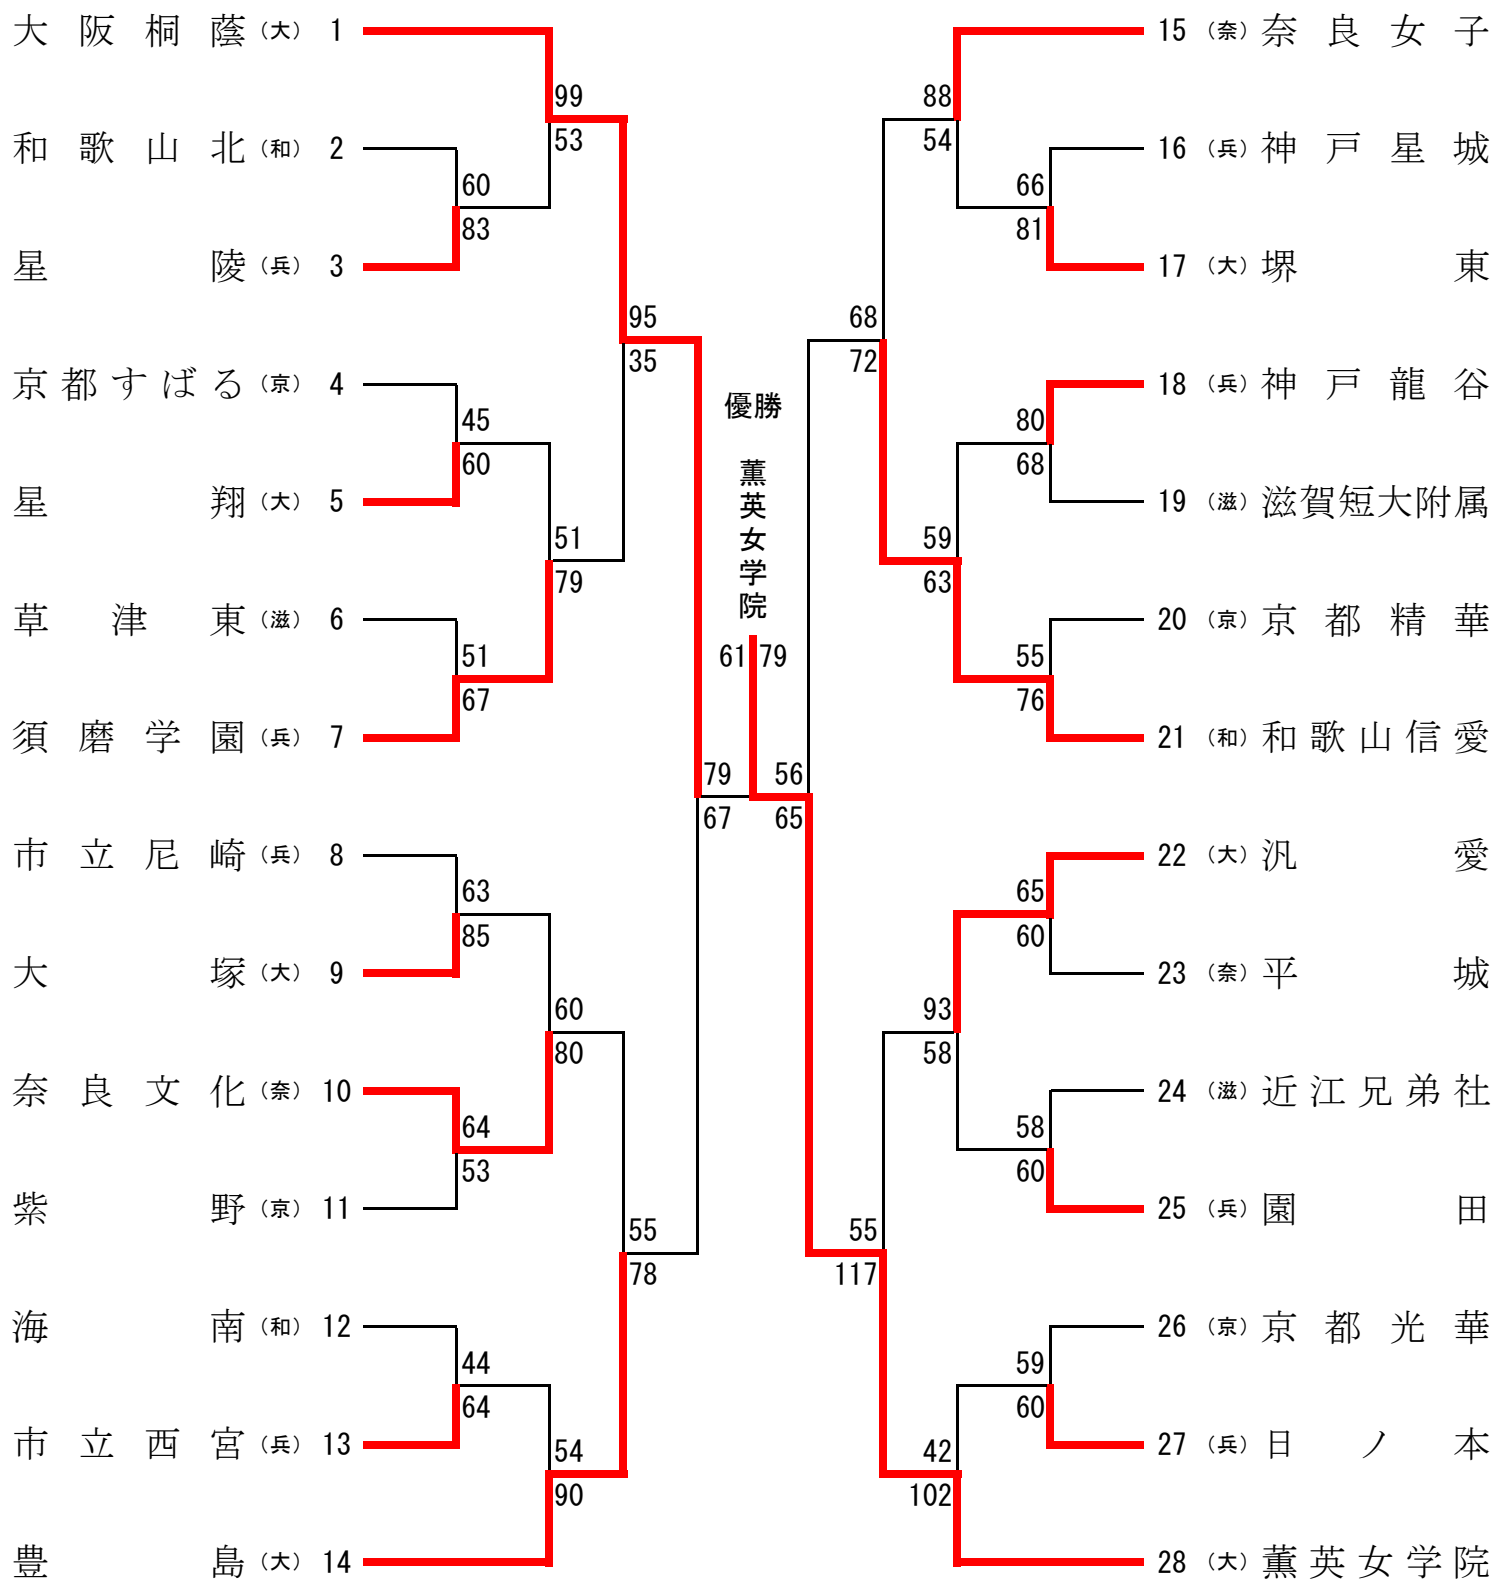 大阪桐蔭 (大) 1
99
53
和歌山北 (和) 2
60
83
星陵 (兵) 3
95
35
京都すばる (京) 4
45
60
星翔 (大) 5
51
79
草津東 (滋) 6
51
67
須磨学園 (兵) 7
79
67
市立尼崎 (兵) 8
63
85
大塚 (大) 9
60
80
奈良文化 (奈) 10
64
53
紫野 (京) 11
55
78
海南 (和) 12
44
64
市立西宮 (兵) 13
54
90
豊島 (大) 14
優勝
薫英女学院
61 79
15 (奈) 奈良女子
88
54
16 (兵) 神戸星城
66
81
17 (大) 堺東
68
72
18 (兵) 神戸龍谷
80
68
19 (滋) 滋賀短大附属
59
63
20 (京) 京都精華
55
76
21 (和) 和歌山信愛
56
65
22 (大) 汎愛
65
60
23 (奈) 平城
93
58
24 (滋) 近江兄弟社
58
60
25 (兵) 園田
55
117
26 (京) 京都光華
59
60
27 (兵) 日ノ本
42
102
28 (大) 薫英女学院